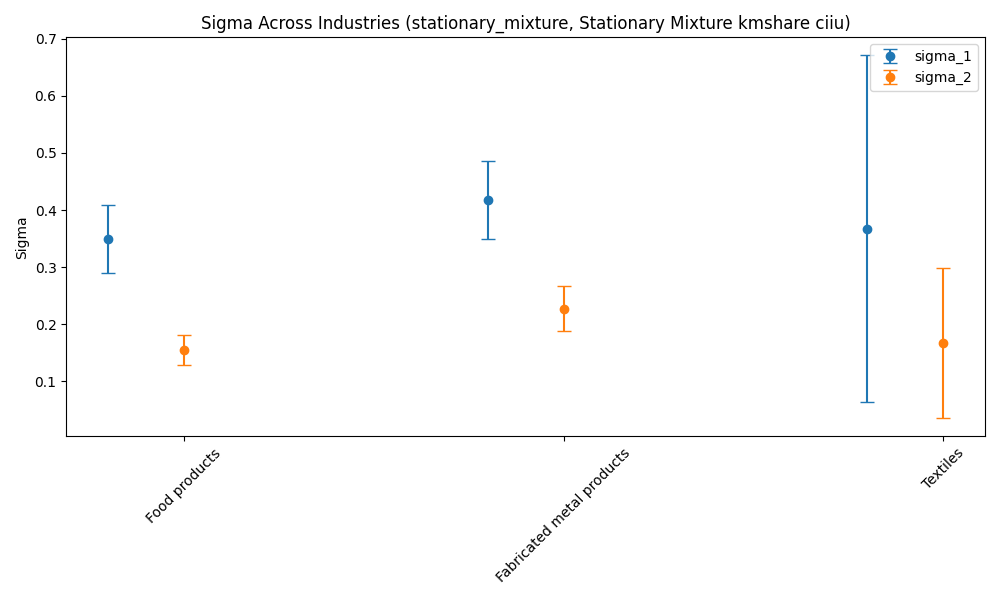 Sigma Across Industries (stationary_mixture, Stationary Mixture kmshare ciiu)
sigma_1
sigma_2
Sigma
0.7
0.6
0.5
0.4
0.3
0.2
0.1
Food products
Fabricated metal products
Textiles